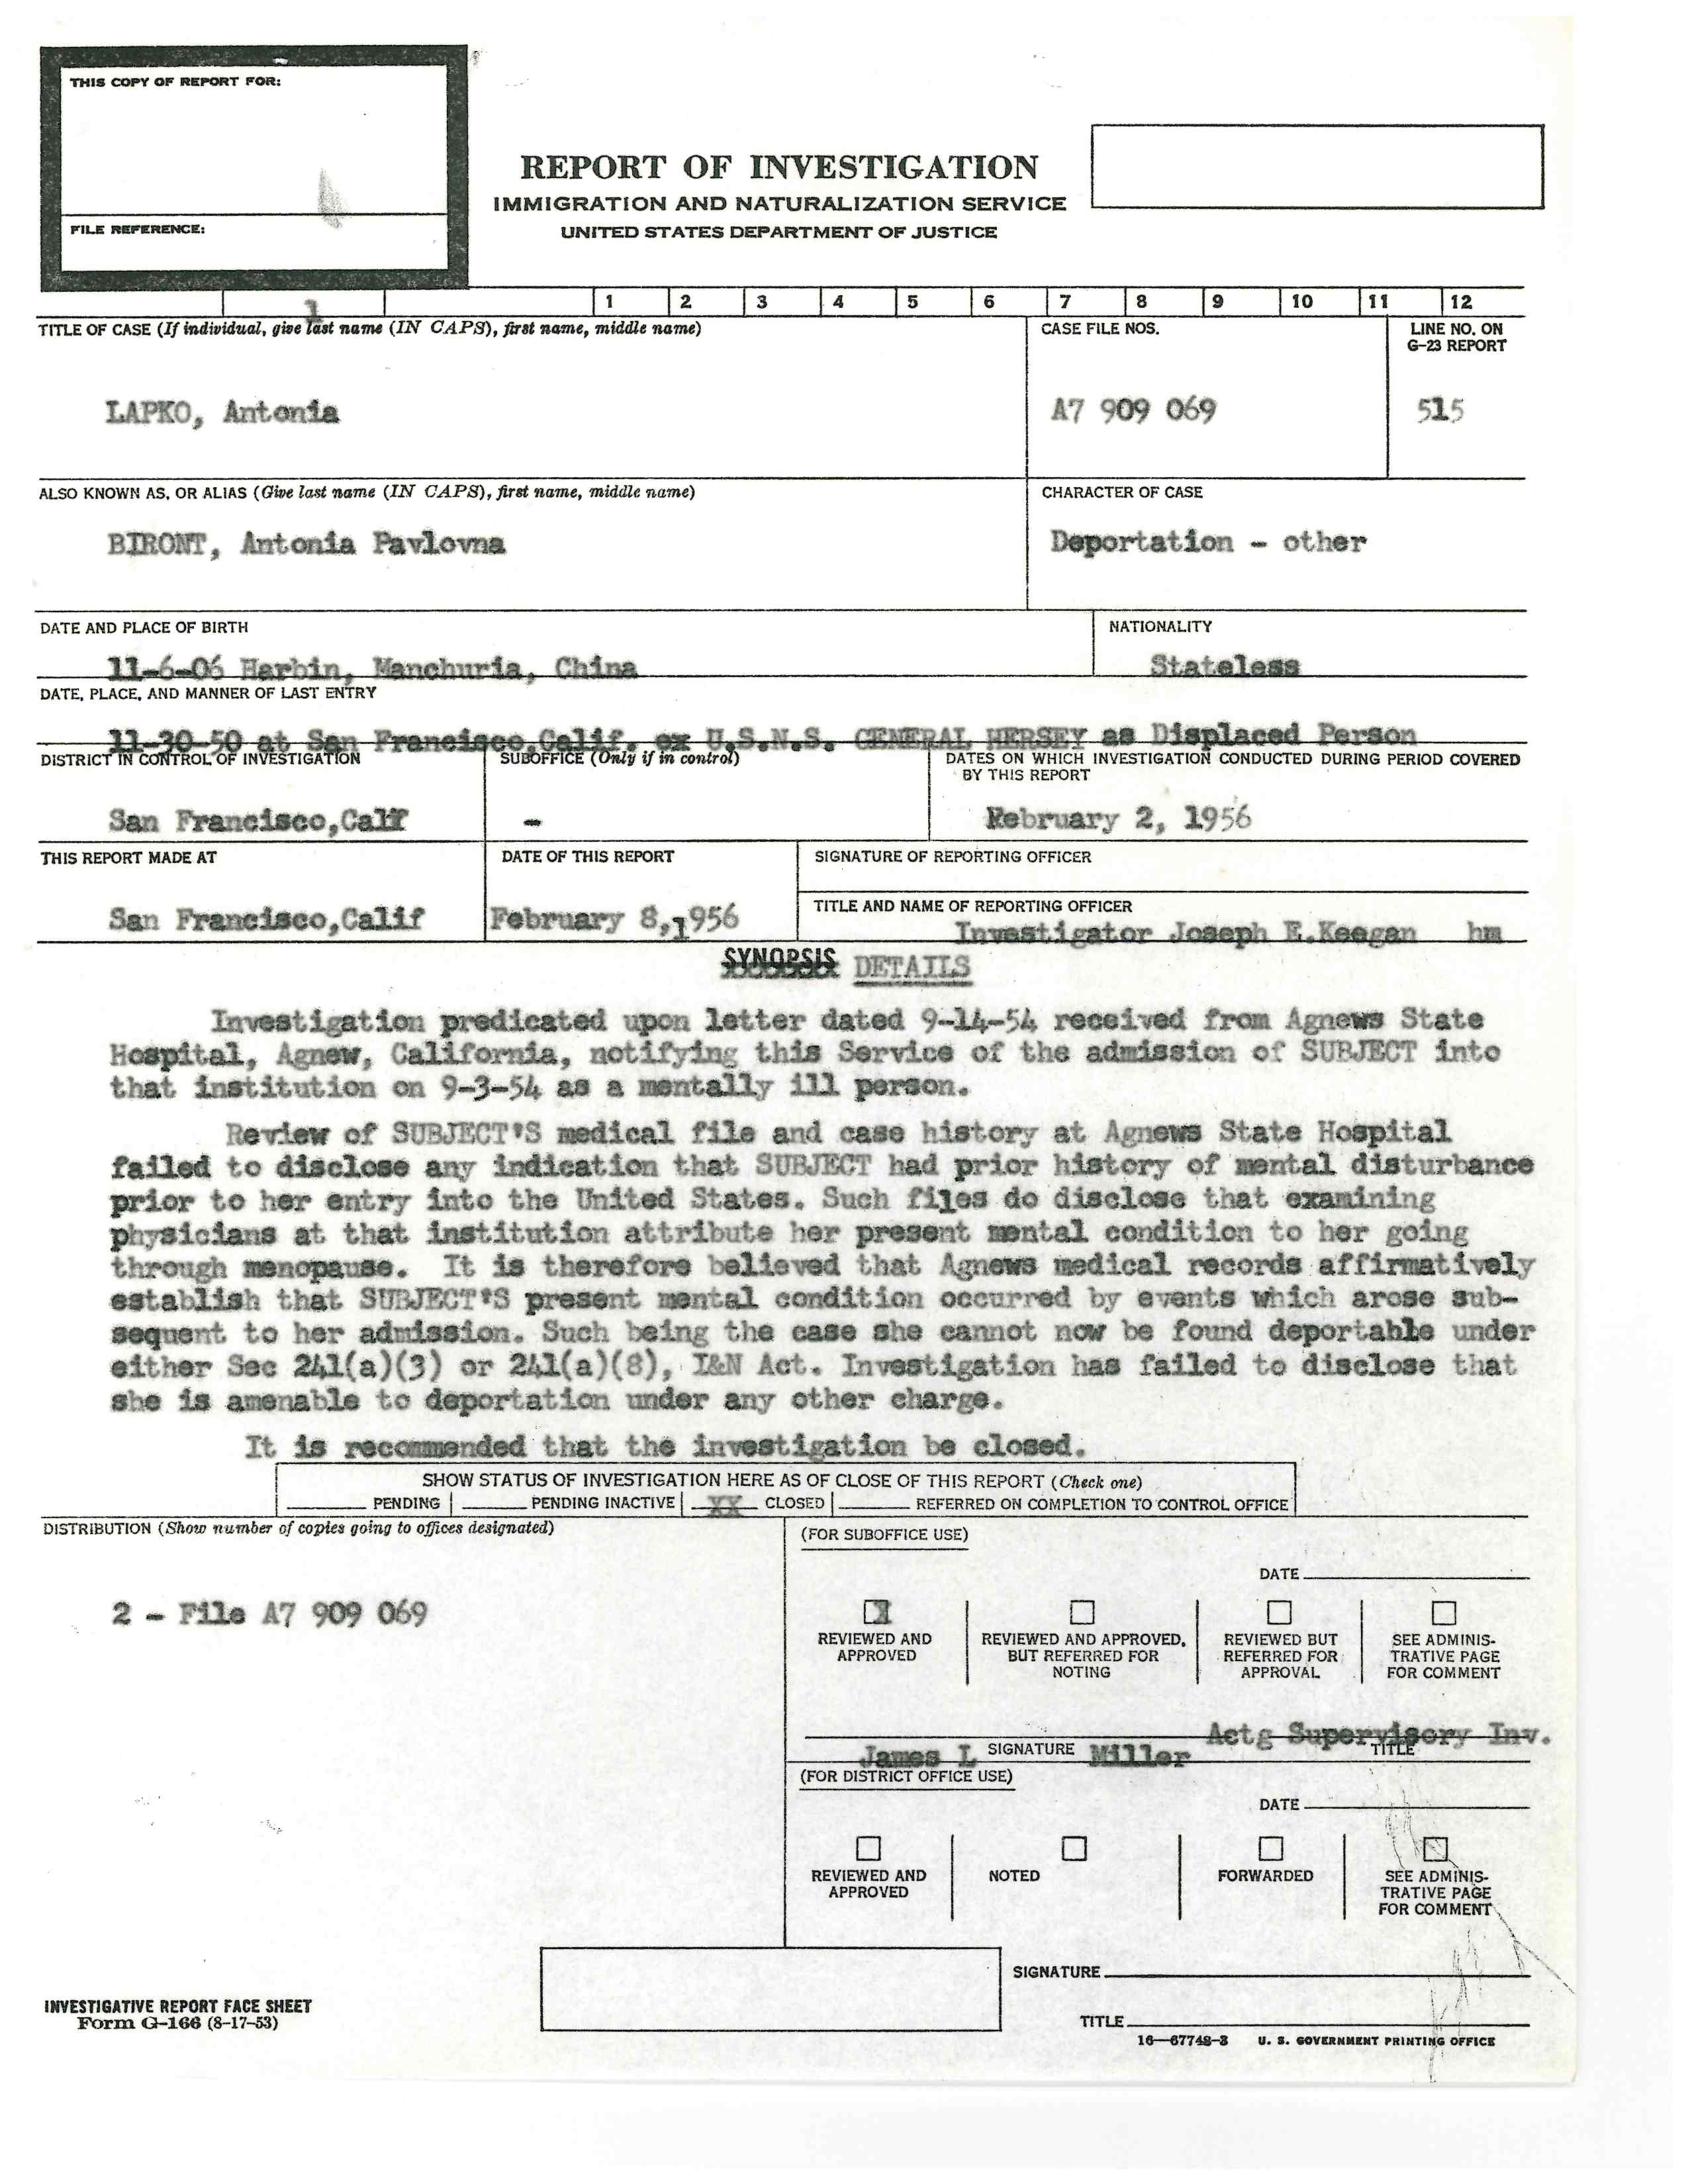 THIS COPY OF REPORT FOR:
FILE REFERENCE:
REPORT OF INVESTIGATION
IMMIGRATION AND NATURALIZATION SERVICE
UNITED STATES DEPARTMENT OF JUSTICE
1 1 2 3 4 5 6 7 8 9 10 11 12
TITLE OF CASE (If individual, give last name (IN CAPS), first name, middle name)
CASE FILE NOS.
LINE NO. ON
G-23 REPORT
LAPKO, Antonia
A7 909 069
515
ALSO KNOWN AS, OR ALIAS (Give last name (IN CAPS), first name, middle name)
CHARACTER OF CASE
BIRONT, Antonia Pavlovna
Deportation - other
DATE AND PLACE OF BIRTH
NATIONALITY
11-6-06 Harbin, Manchuria, China
Stateless
DATE, PLACE, AND MANNER OF LAST ENTRY
11-30-50 at San Francisco,Calif. ex U.S.N.S. GENERAL HERSEY as Displaced Person
DISTRICT IN CONTROL OF INVESTIGATION
SUBOFFICE (Only if in control)
DATES ON WHICH INVESTIGATION CONDUCTED DURING PERIOD COVERED
BY THIS REPORT
San Francisco,Calif
-
February 2, 1956
THIS REPORT MADE AT
DATE OF THIS REPORT
SIGNATURE OF REPORTING OFFICER
San Francisco,Calif
February 8,1956
TITLE AND NAME OF REPORTING OFFICER
Investigator Joseph E.Keegan hm
SYNOPSIS DETAILS
Investigation predicated upon letter dated 9-14-54 received from Agnews State
Hospital, Agnew, California, notifying this Service of the admission of SUBJECT into
that institution on 9-3-54 as a mentally ill person.
Review of SUBJECT'S medical file and case history at Agnews State Hospital
failed to disclose any indication that SUBJECT had prior history of mental disturbance
prior to her entry into the United States. Such files do disclose that examining
physicians at that institution attribute her present mental condition to her going
through menopause. It is therefore believed that Agnews medical records affirmatively
establish that SUBJECT'S present mental condition occurred by events which arose sub-
sequent to her admission. Such being the case she cannot now be found deportable under
either Sec 241(a)(3) or 241(a)(8), I&N Act. Investigation has failed to disclose that
she is amenable to deportation under any other charge.
It is recommended that the investigation be closed.
SHOW STATUS OF INVESTIGATION HERE AS OF CLOSE OF THIS REPORT (Check one)
PENDING PENDING INACTIVE XX CLOSED REFERRED ON COMPLETION TO CONTROL OFFICE
DISTRIBUTION (Show number of copies going to offices designated)
(FOR SUBOFFICE USE)
DATE
2 - File A7 909 069
X
REVIEWED AND
APPROVED
REVIEWED AND APPROVED,
BUT REFERRED FOR
NOTING
REVIEWED BUT
REFERRED FOR
APPROVAL
SEE ADMINIS-
TRATIVE PAGE
FOR COMMENT
Actg Supervisory Inv.
James L SIGNATURE Miller TITLE
(FOR DISTRICT OFFICE USE)
DATE
REVIEWED AND
APPROVED
NOTED
FORWARDED
SEE ADMINIS-
TRATIVE PAGE
FOR COMMENT
SIGNATURE
INVESTIGATIVE REPORT FACE SHEET
Form G-166 (8-17-53)
TITLE
16—67748-3 U. S. GOVERNMENT PRINTING OFFICE